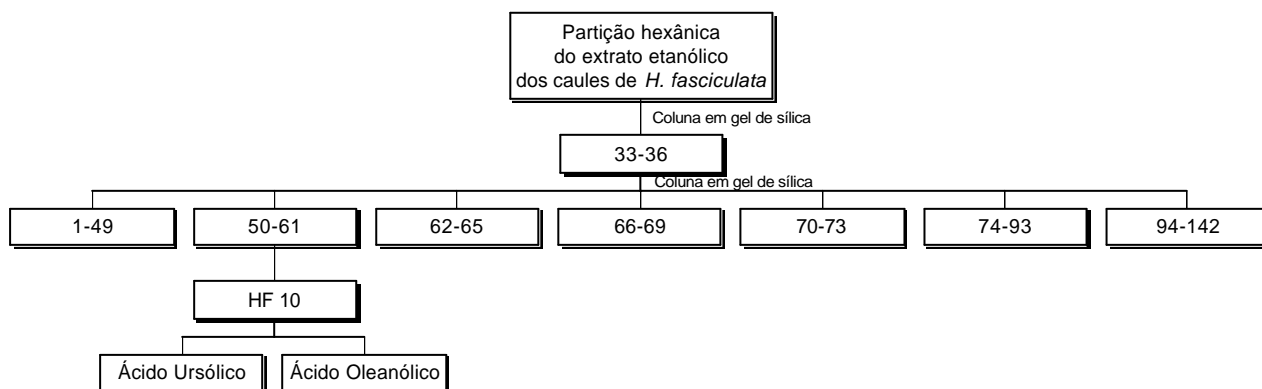 Partição hexânica
do extrato etanólico
dos caules de H. fasciculata
Coluna em gel de sílica
33-36
Coluna em gel de sílica
1-49
50-61
62-65
66-69
70-73
74-93
94-142
HF 10
Ácido Ursólico
Ácido Oleanólico